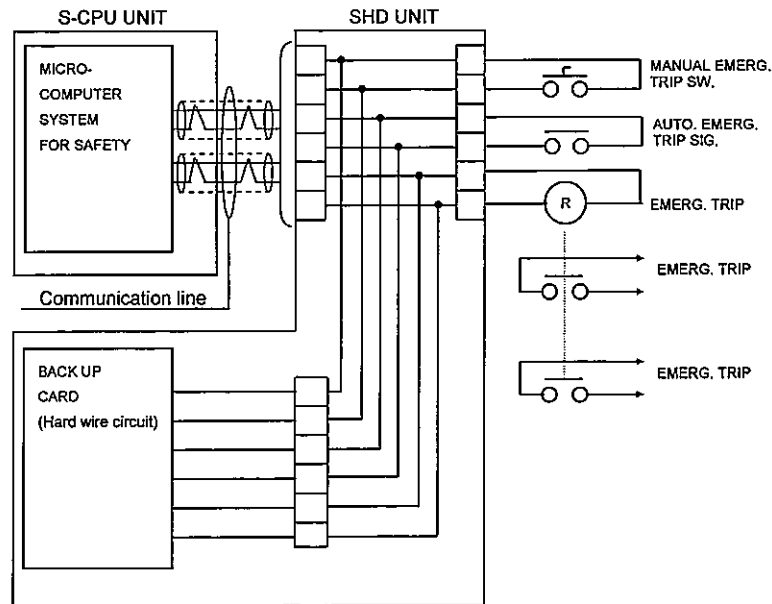 S-CPU UNIT
SHD UNIT
MICRO-
COMPUTER
SYSTEM
FOR SAFETY
MANUAL EMERG.
TRIP SW.
AUTO. EMERG.
TRIP SIG.
R
EMERG. TRIP
EMERG. TRIP
Communication line
EMERG. TRIP
BACK UP
CARD
(Hard wire circuit)